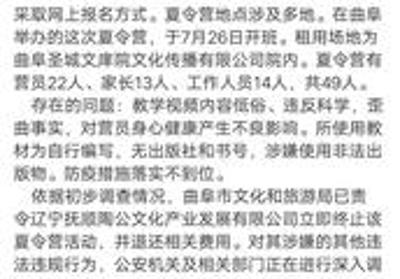 采取网上报名方式。夏令营地点涉及多地。在曲阜
举办的这次夏令营，于7月26日开班。租用场地为
曲阜圣城文库院文化传播有限公司院内。夏令营有
营员22人、家长13人、工作人员14人，共49人。
存在的问题：教学视频内容低俗、违反科学，歪
曲事实，对营员身心健康产生不良影响。所使用教
材为自行编写，无出版社和书号，涉嫌使用非法出
版物。防疫措施落实不到位。
依据初步调查情况，曲阜市文化和旅游局已责
令辽宁抚顺陶公文化产业发展有限公司立即终止该
夏令营活动，并退还相关费用。对其涉嫌的其他违
法违规行为，公安机关及相关部门正在进行深入调